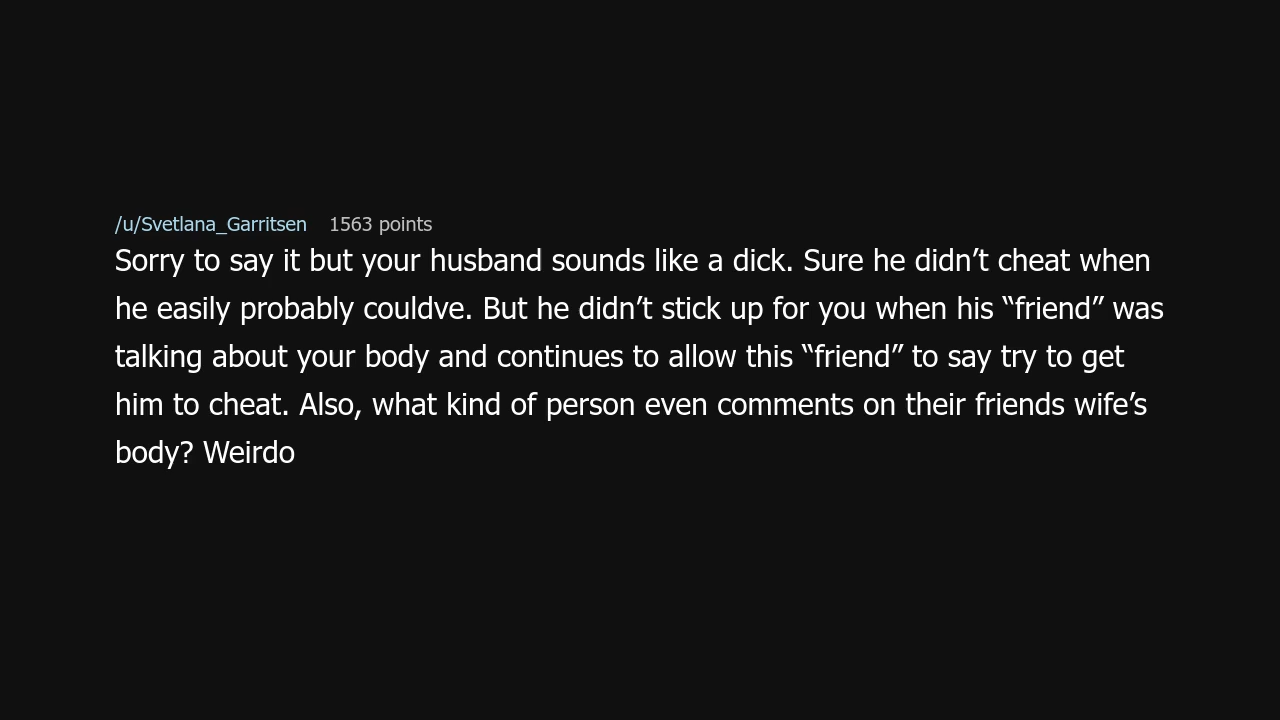 /u/Svetlana_Garritsen 1563 points
Sorry to say it but your husband sounds like a dick. Sure he didn’t cheat when
he easily probably couldve. But he didn’t stick up for you when his “friend” was
talking about your body and continues to allow this “friend” to say try to get
him to cheat. Also, what kind of person even comments on their friends wife’s
body? Weirdo